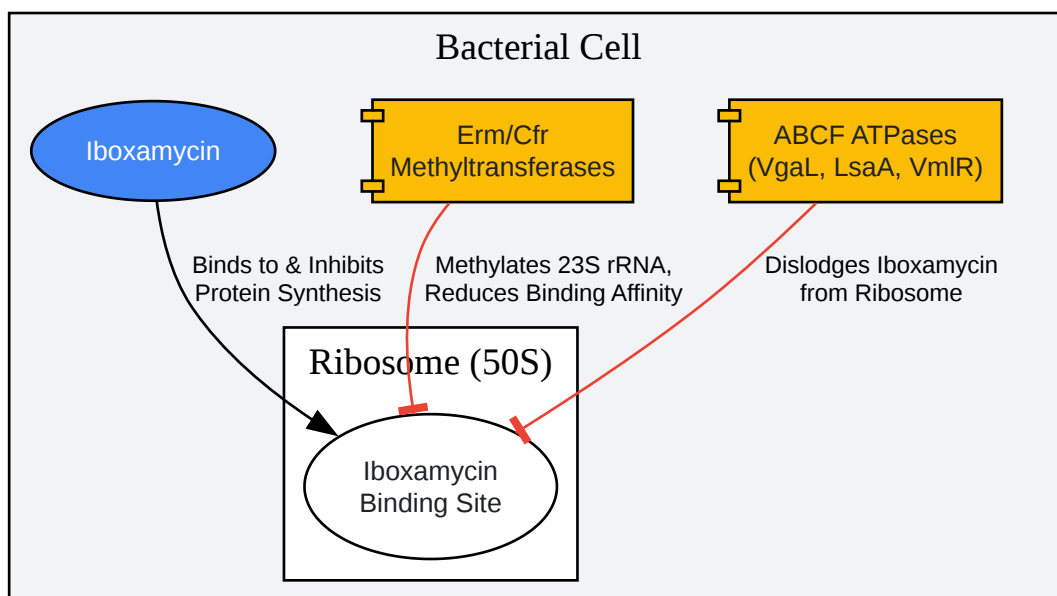 Bacterial Cell
Iboxamycin
Erm/Cfr
Methyltransferases
ABCF ATPases
(VgaL, LsaA, VmlR)
Binds to & Inhibits
Protein Synthesis
Methylates 23S rRNA,
Reduces Binding Affinity
Dislodges Iboxamycin
from Ribosome
Ribosome (50S)
Iboxamycin
Binding Site